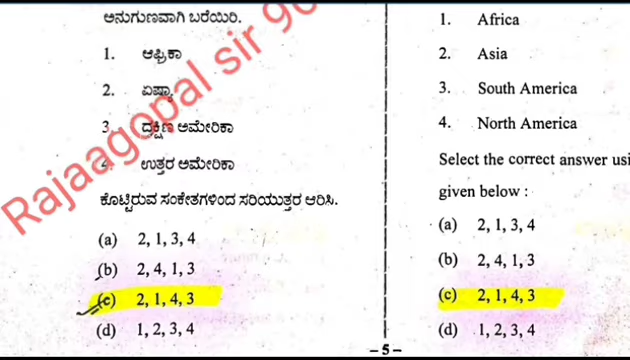 ಅನುಗುಣವಾಗಿ ಬರೆಯಿರಿ.
1. ಆಫ್ರಿಕಾ
2. ಏಷ್ಯಾ
3. ದಕ್ಷಿಣ ಅಮೇರಿಕಾ
4. ಉತ್ತರ ಅಮೇರಿಕಾ
ಕೊಟ್ಟಿರುವ ಸಂಕೇತಗಳಿಂದ ಸರಿಯುತ್ತರ ಆರಿಸಿ.
(a) 2, 1, 3, 4
(b) 2, 4, 1, 3
(c) 2, 1, 4, 3
(d) 1, 2, 3, 4
1. Africa
2. Asia
3. South America
4. North America
Select the correct answer usi
given below :
(a) 2, 1, 3, 4
(b) 2, 4, 1, 3
(c) 2, 1, 4, 3
(d) 1, 2, 3, 4
– 5 –
Rajaagopal sir 90